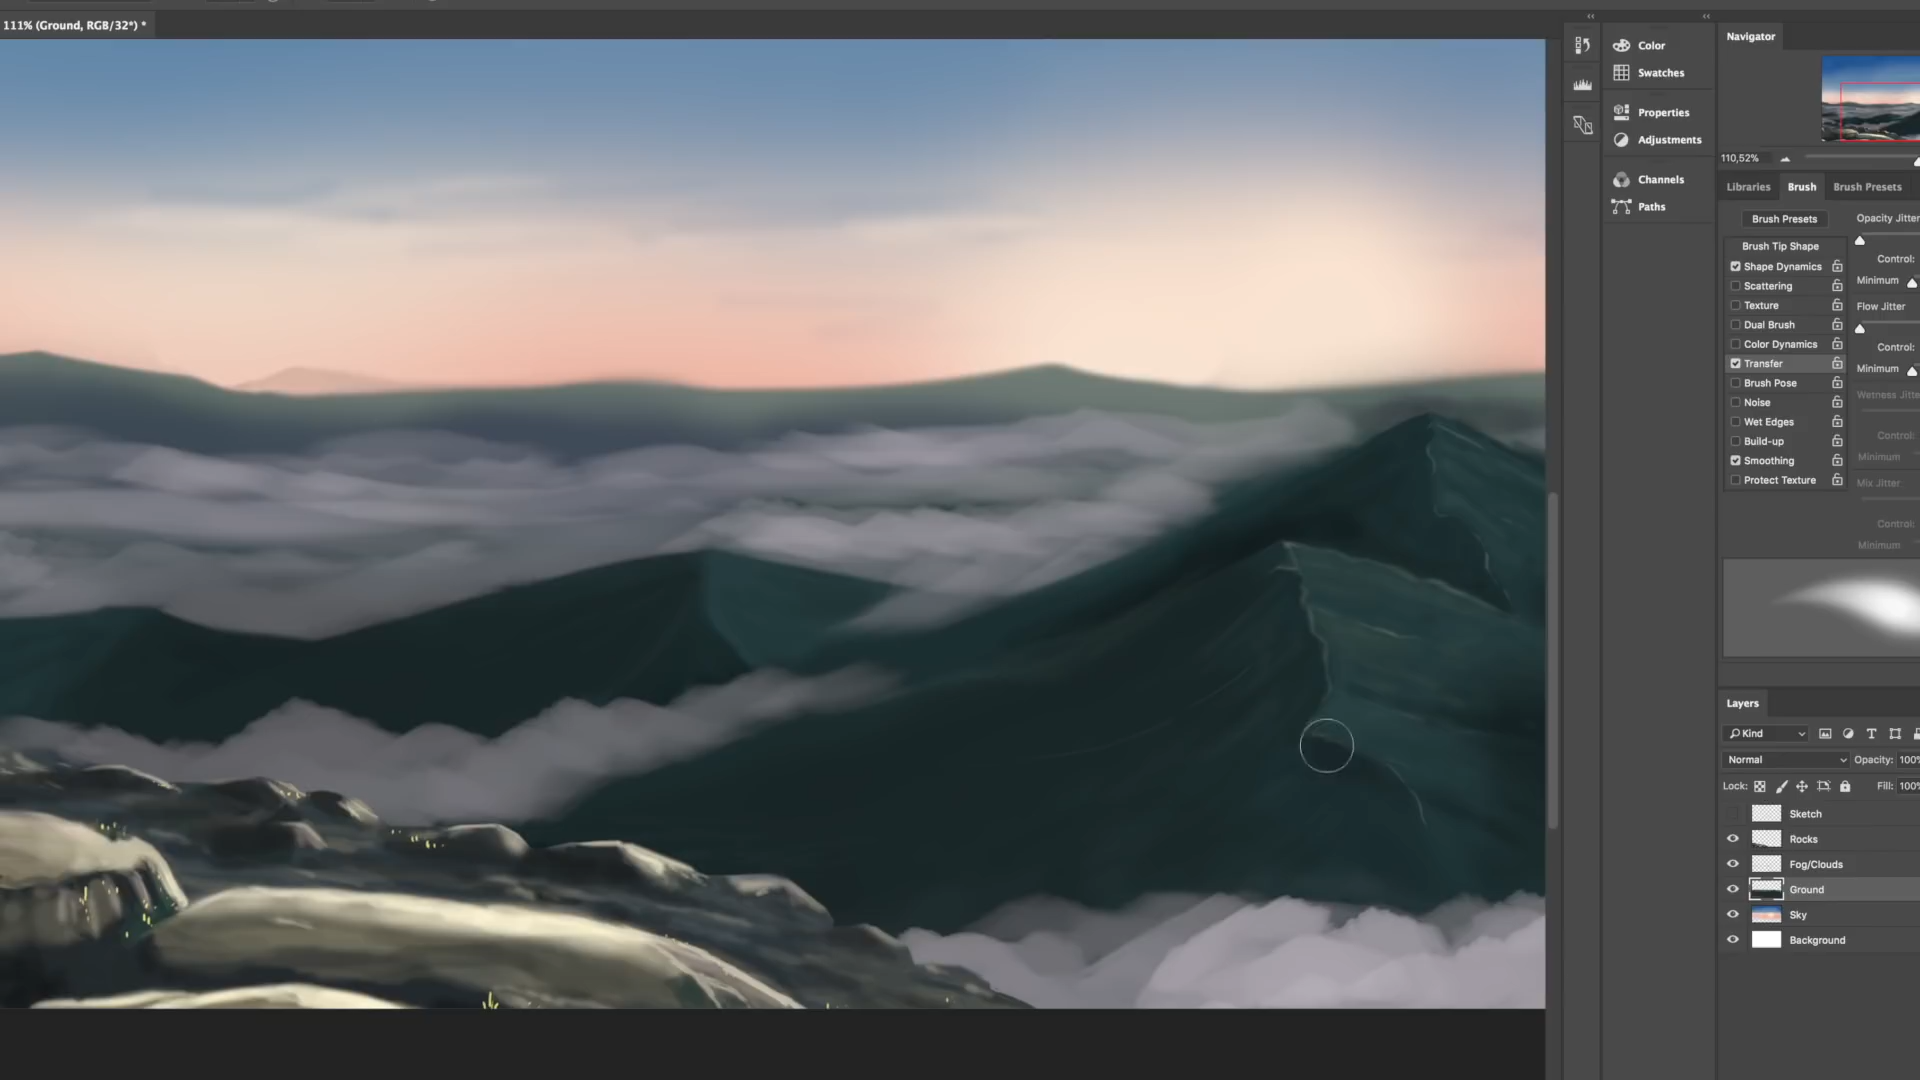 111% (Ground, RGB/32*) *
Color
Swatches
Properties
Adjustments
Channels
Paths
Navigator
110,52%
Libraries Brush Brush Presets
Brush Presets
Opacity Jitter
Brush Tip Shape
Control:
Shape Dynamics
Scattering
Minimum
Texture
Flow Jitter
Dual Brush
Color Dynamics
Control:
Transfer
Minimum
Brush Pose
Wetness Jitte
Noise
Wet Edges
Control:
Build-up
Minimum
Smoothing
Protect Texture
Mix Jitter
Control:
Minimum
Layers
Kind
Normal Opacity: 100%
Lock: Fill: 100%
Sketch
Rocks
Fog/Clouds
Ground
Sky
Background